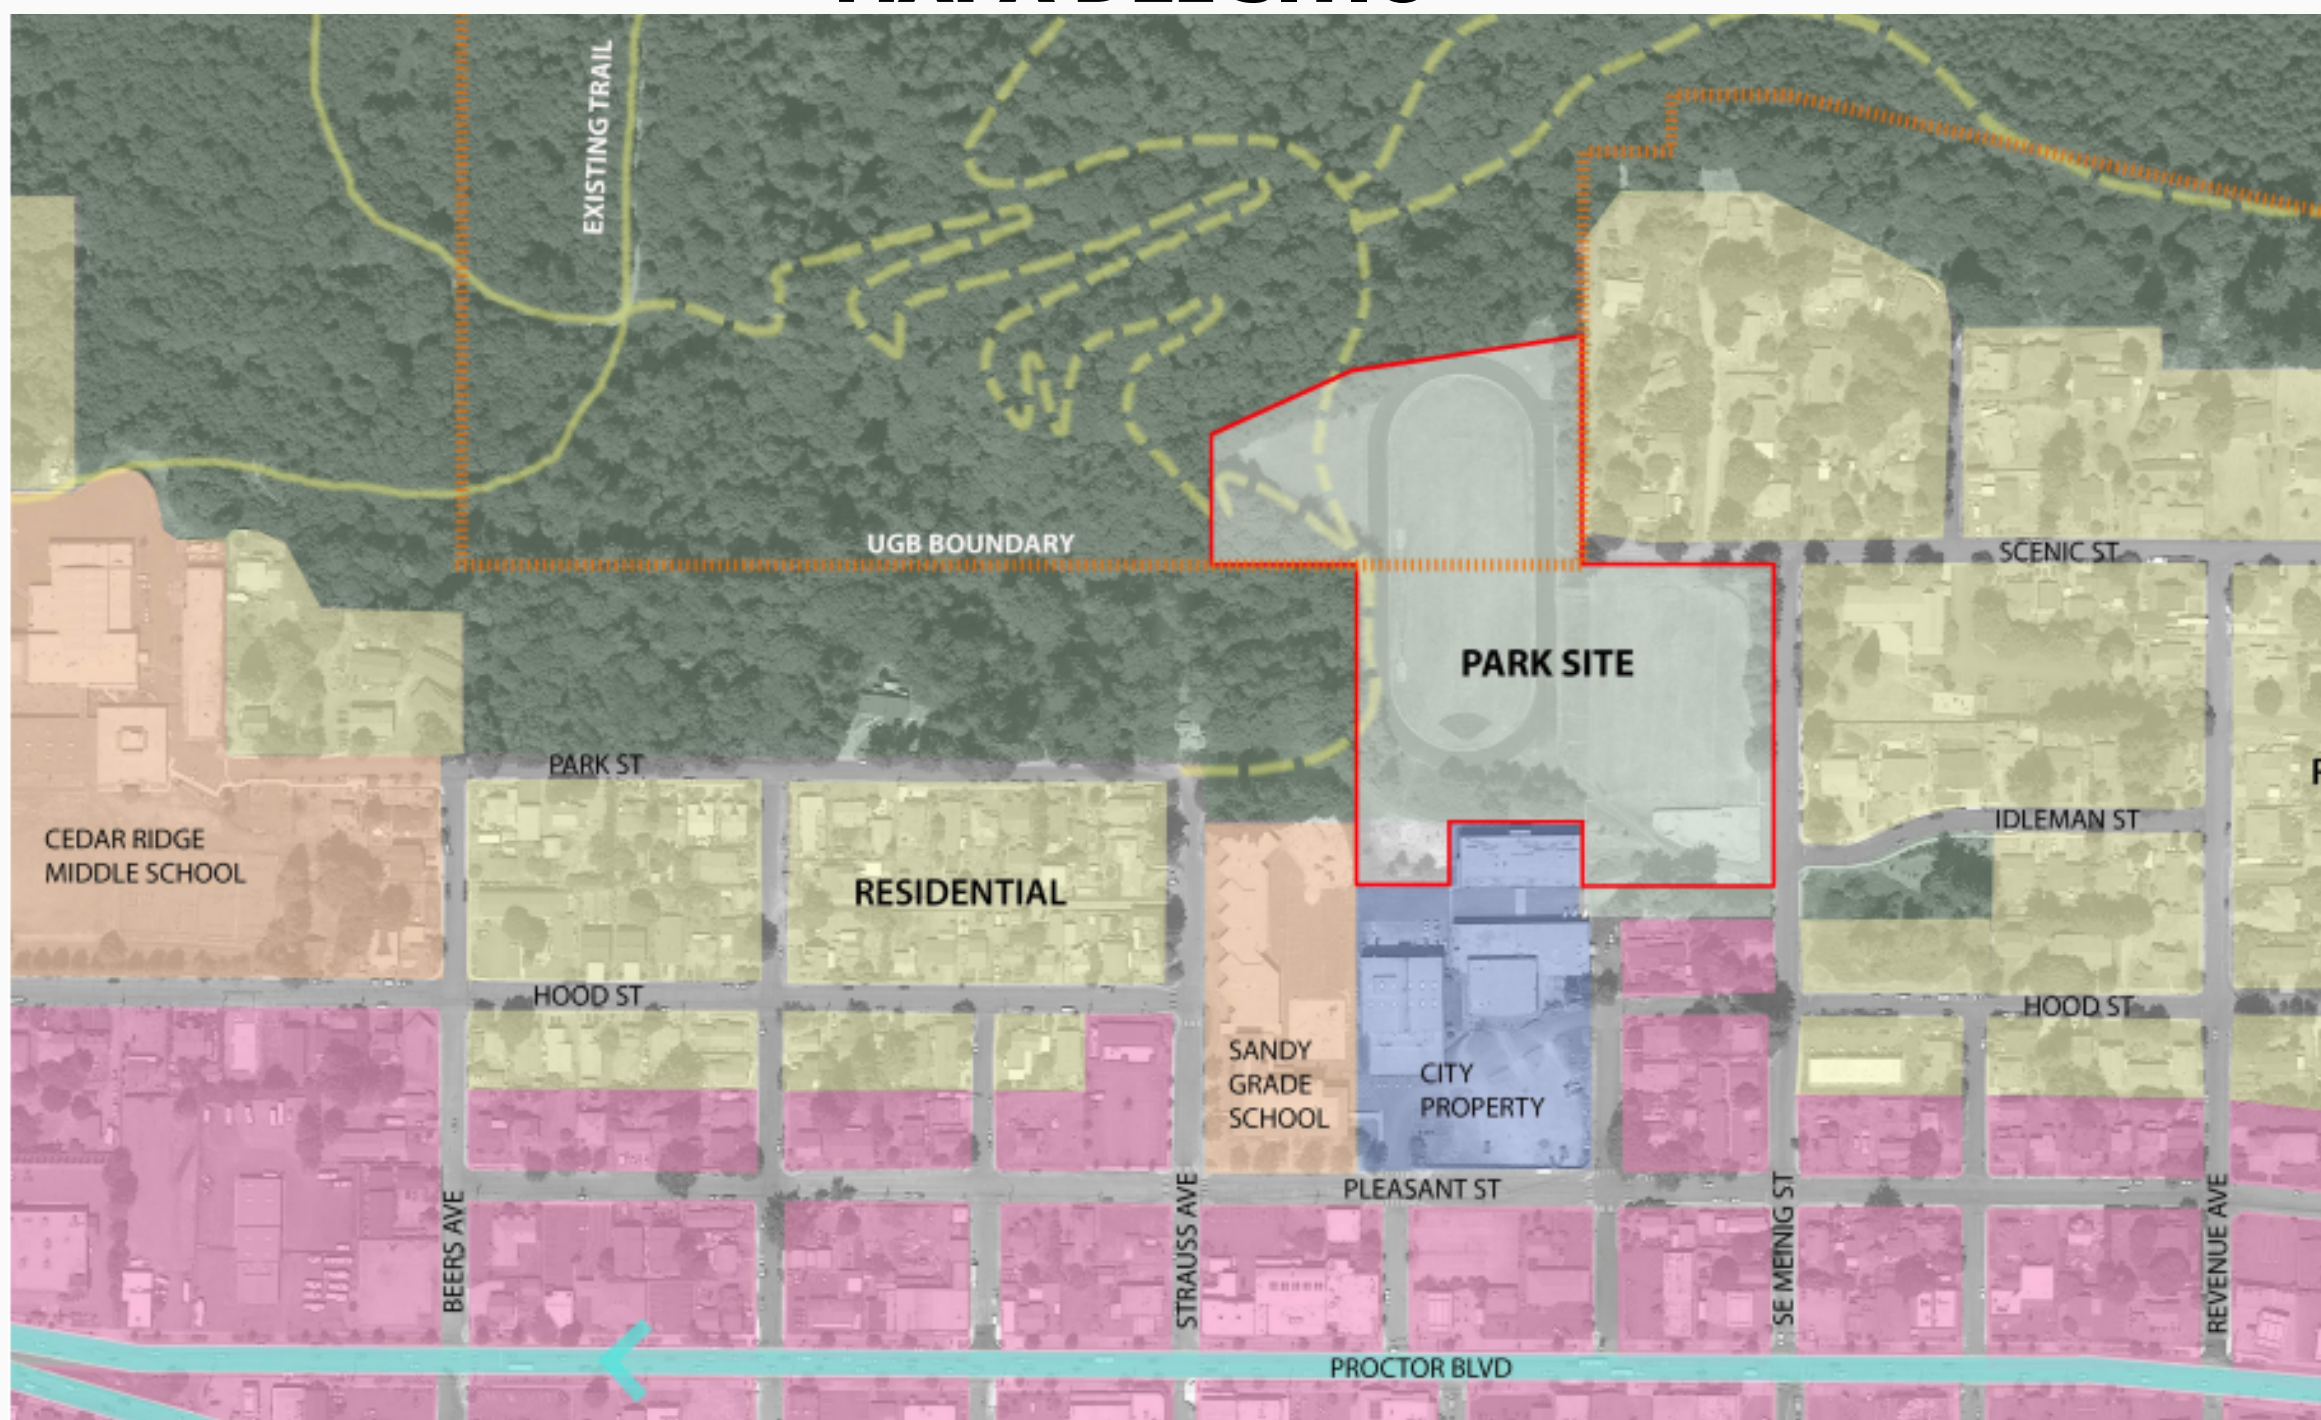 EXISTING TRAIL
UGB BOUNDARY
SCENIC ST
PARK SITE
PARK ST
IDLEMAN ST
CEDAR RIDGE
MIDDLE SCHOOL
RESIDENTIAL
HOOD ST
HOOD ST
SANDY
GRADE
SCHOOL
CITY
PROPERTY
PLEASANT ST
BEERS AVE
STRAUSS AVE
SE MEINIG ST
REVENUE AVE
PROCTOR BLVD